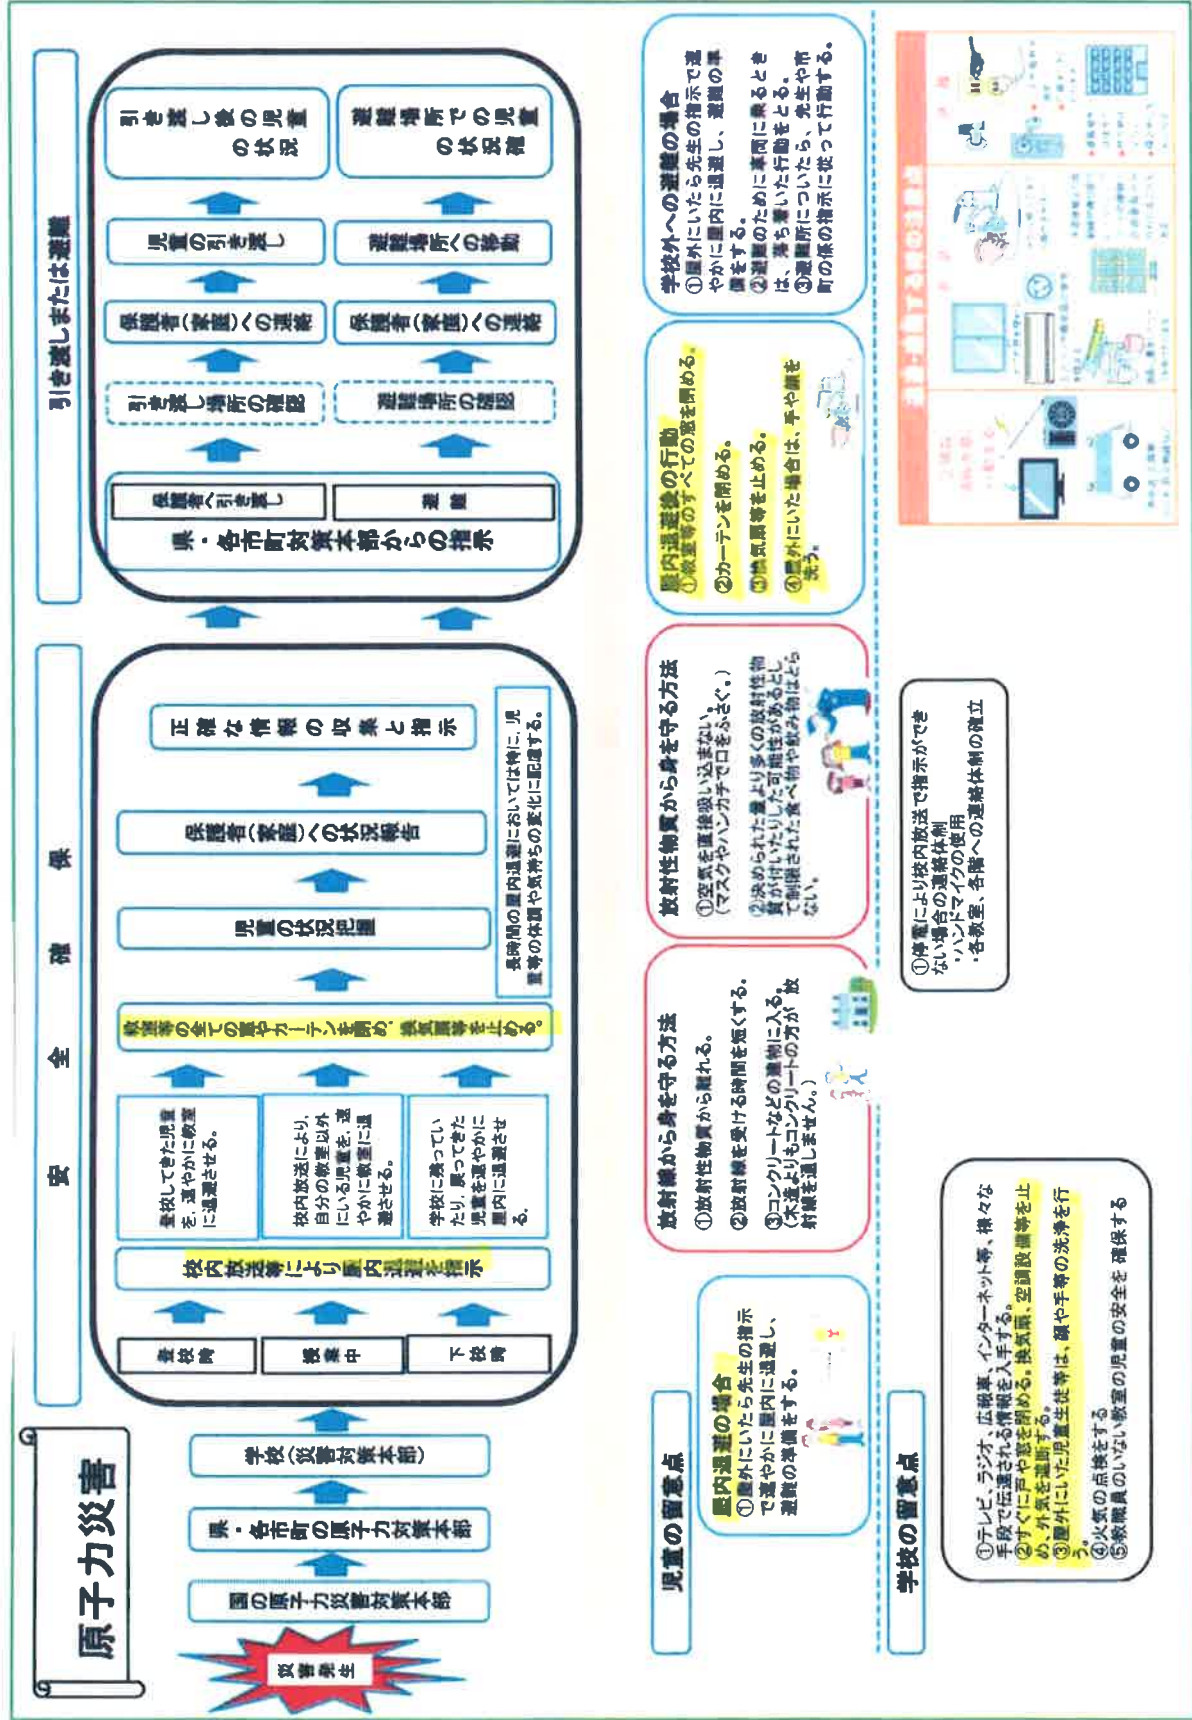 原子力災害
安全確保
引き渡しまたは避難
災害発生
国の原子力災害対策本部
県・各市町の原子力対策本部
学校(災害対策本部)
登校時
授業中
下校時
校内放送等により屋内退避を指示
登校してきた児童
を、速やかに教室
に退避させる。
校内放送により、
自分の教室以外
にいる児童を、速
やかに教室に退
避させる。
学校に残ってい
たり、戻ってきた
児童を速やかに
屋内に退避させ
る。
教室等の全ての窓やカーテンを閉め、換気扇等を止める。
児童の状況把握
保護者(家庭)への状況報告
正確な情報の収集と指示
長時間の屋内退避においては特に、児
童等の体調や気持ちの変化に配慮する。
県・各市町対策本部からの指示
保護者へ引き渡し
避難
引き渡し場所の確認
避難場所の確認
保護者(家庭)への連絡
保護者(家庭)への連絡
児童の引き渡し
避難場所への移動
引き渡し後の児童
の状況
避難場所での児童
の状況確
児童の留意点
屋内退避の場合
①屋外にいたら先生の指示
で速やかに屋内に退避し、
避難の準備をする。
放射線から身を守る方法
①放射性物質から離れる。
②放射線を受ける時間を短くする。
③コンクリートなどの建物に入る。
(木造よりもコンクリートの方が 放
射線を通しません。)
放射性物質から身を守る方法
①空気を直接吸い込まない。
(マスクやハンカチで口をふさぐ。)
②決められた量より多くの放射性物
質が付いたりした可能性があるとし
て制限された食べ物や飲み物はとら
ない。
屋内退避後の行動
①教室等のすべての窓を閉める。
②カーテンを閉める。
③換気扇等を止める。
④屋外にいた場合は、手や顔を
洗う。
学校外への避難の場合
①屋外にいたら先生の指示で速
やかに屋内に退避し、避難の準
備をする。
②避難のために車両に乗るとき
は、落ち着いた行動をとる。
③避難所についたら、先生や市
町の係の指示に従って行動する。
学校の留意点
①テレビ、ラジオ、広報車、インターネット等、様々な
手段で伝達される情報を入手する。
②すぐに戸や窓を閉める。換気扇、空調設備等を止
め、外気を遮断する。
③屋外にいた児童生徒等は、顔や手等の洗浄を行
う。
④火気の点検をする
⑤教職員のいない教室の児童の安全を 確保する
①停電により校内放送で指示ができ
ない場合の連絡体制
・ハンドマイクの使用
・各教室、各階への連絡体制の確立